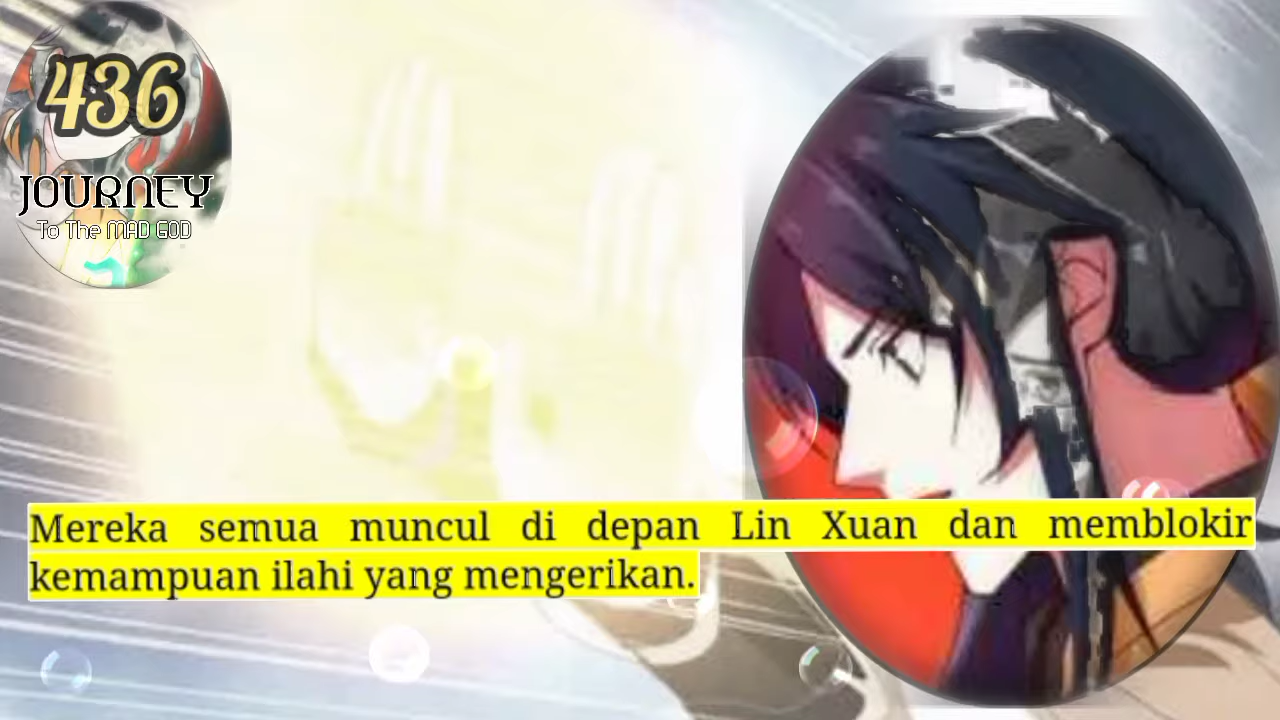 436
JOURNEY
To The MAD GOD
Mereka semua muncul di depan Lin Xuan dan memblokir
kemampuan ilahi yang mengerikan.